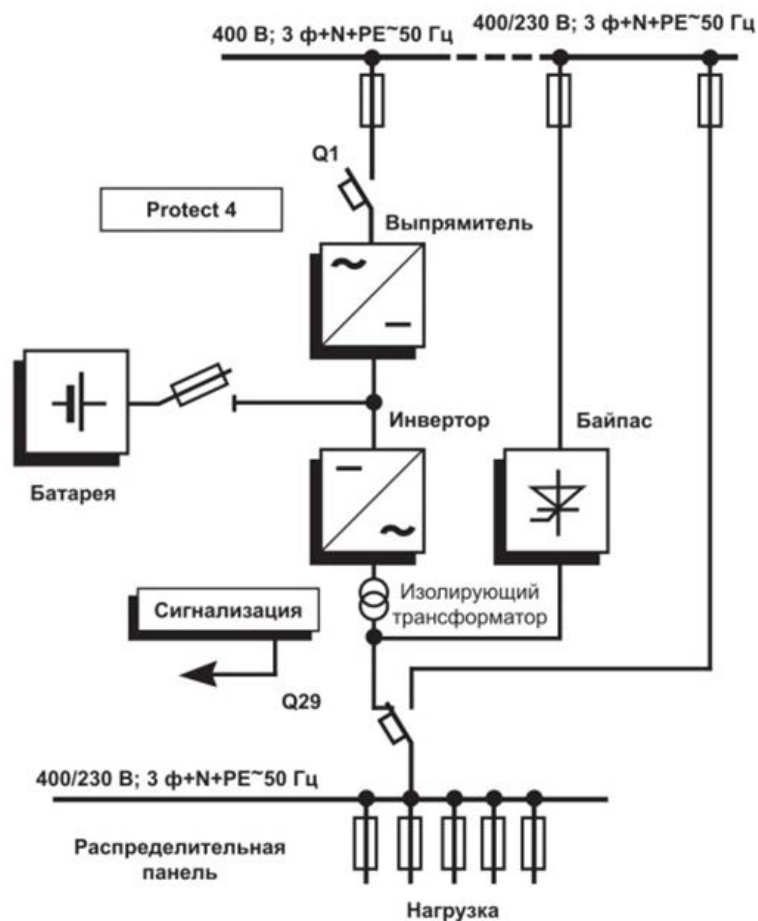 400 В; 3 ф+N+PE~50 Гц
400/230 В; 3 ф+N+PE~50 Гц
Q1
Protect 4
Выпрямитель
Инвертор
Байпас
Батарея
Изолирующий
трансформатор
Сигнализация
Q29
400/230 В; 3 ф+N+PE~50 Гц
Распределительная
панель
Нагрузка